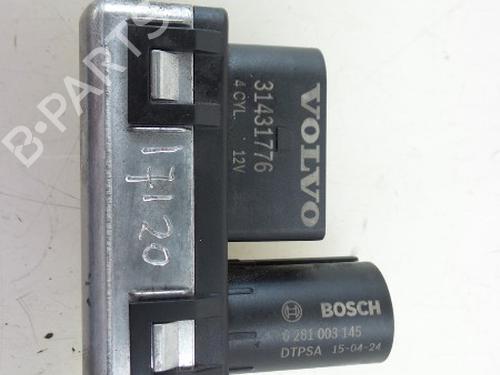 B-PARTS
17120
VOLVO
31431776
4 CYL. 12V
BOSCH
0 281 003 145
DTPSA 15-04-24